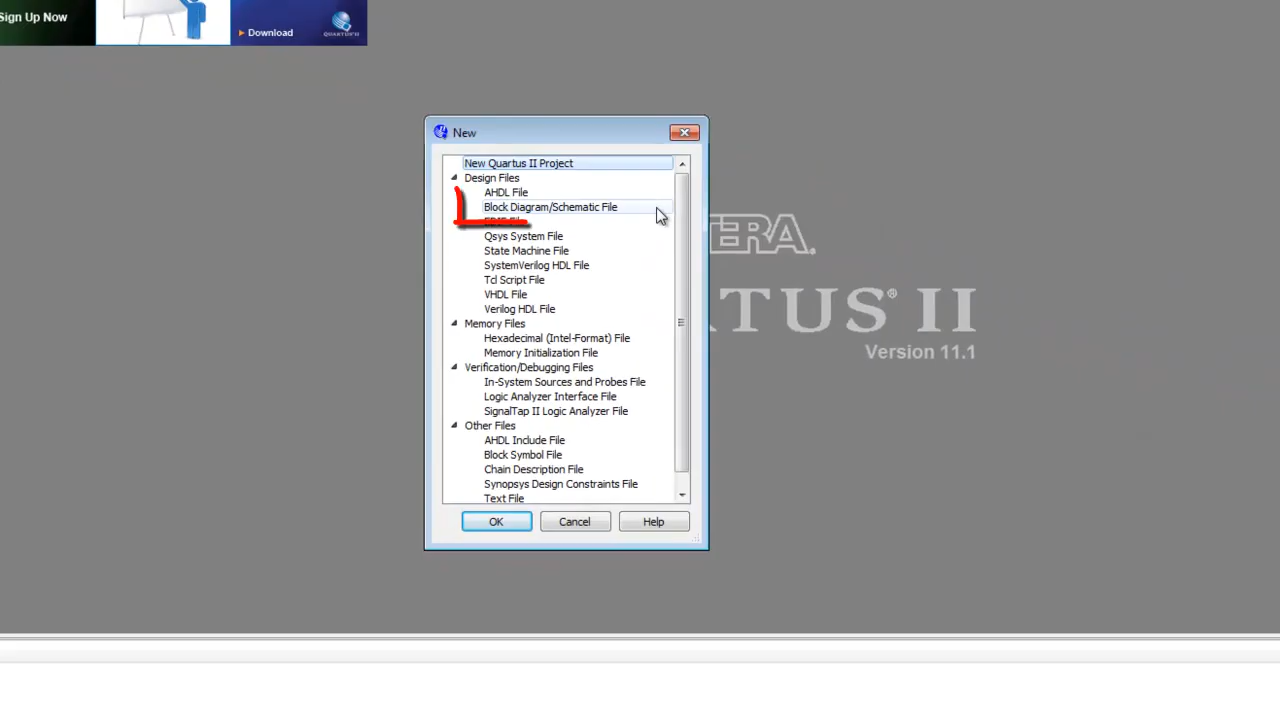 Sign Up Now
Download
QUARTUS II
New
New Quartus II Project
Design Files
AHDL File
Block Diagram/Schematic File
Qsys System File
State Machine File
SystemVerilog HDL File
Tcl Script File
VHDL File
Verilog HDL File
Memory Files
Hexadecimal (Intel-Format) File
Memory Initialization File
Verification/Debugging Files
In-System Sources and Probes File
Logic Analyzer Interface File
SignalTap II Logic Analyzer File
Other Files
AHDL Include File
Block Symbol File
Chain Description File
Synopsys Design Constraints File
Text File
OK Cancel Help
TERA®
RTUS® II
Version 11.1